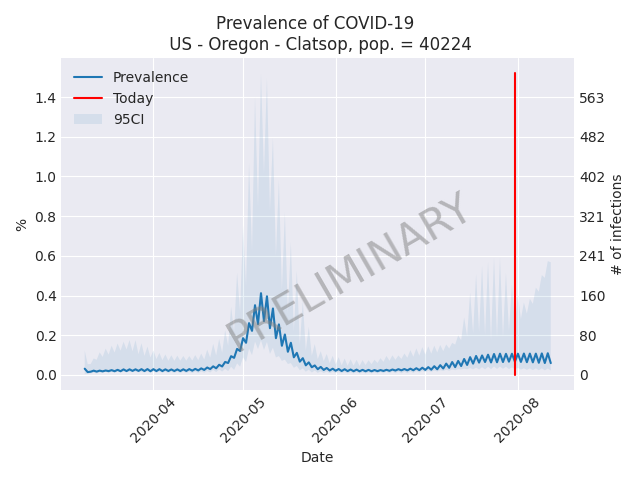 Prevalence of COVID-19
US - Oregon - Clatsop, pop. = 40224
Prevalence
Today
95CI
1.4
1.2
1.0
0.8
0.6
0.4
0.2
0.0
%
563
482
402
321
241
160
80
0
# of infections
PRELIMINARY
2020-04
2020-05
2020-06
2020-07
2020-08
Date